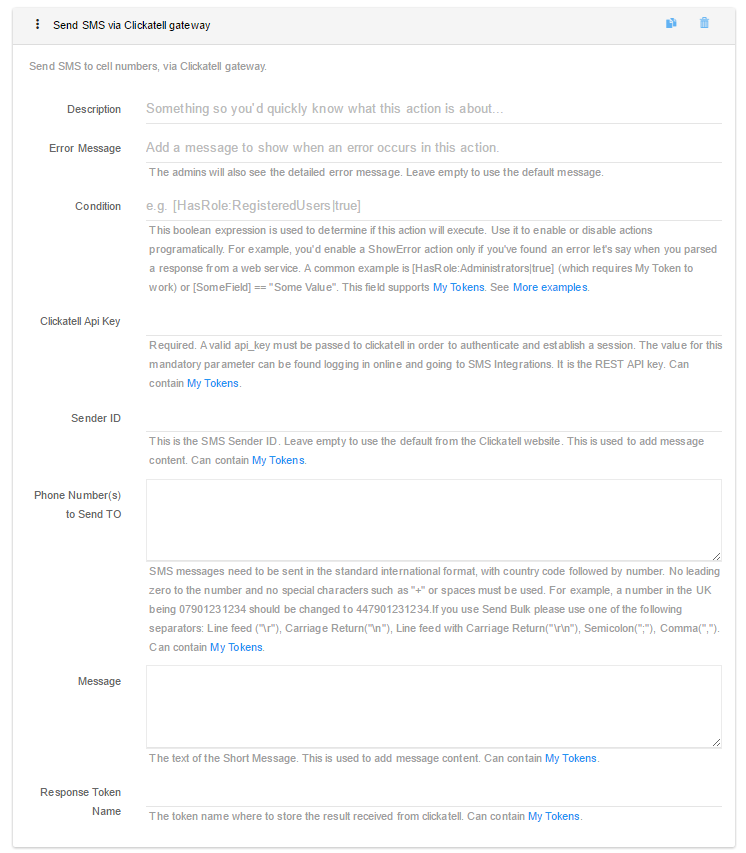 Send SMS via Clickatell gateway
Send SMS to cell numbers, via Clickatell gateway.
Description
Something so you'd quickly know what this action is about...
Error Message
Add a message to show when an error occurs in this action.
The admins will also see the detailed error message. Leave empty to use the default message.
Condition
e.g. [HasRole:RegisteredUsers|true]
This boolean expression is used to determine if this action will execute. Use it to enable or disable actions
programatically. For example, you'd enable a ShowError action only if you've found an error let's say when you parsed
a response from a web service. A common example is [HasRole:Administrators|true] (which requires My Token to
work) or [SomeField] == "Some Value". This field supports My Tokens. See More examples.
Clickatell Api Key
Required. A valid api_key must be passed to clickatell in order to authenticate and establish a session. The value for this
mandatory parameter can be found logging in online and going to SMS Integrations. It is the REST API key. Can
contain My Tokens.
Sender ID
This is the SMS Sender ID. Leave empty to use the default from the Clickatell website. This is used to add message
content. Can contain My Tokens.
Phone Number(s)
to Send TO
SMS messages need to be sent in the standard international format, with country code followed by number. No leading
zero to the number and no special characters such as "+" or spaces must be used. For example, a number in the UK
being 07901231234 should be changed to 447901231234.If you use Send Bulk please use one of the following
separators: Line feed ("\r"), Carriage Return("\n"), Line feed with Carriage Return("\r\n"), Semicolon(";"), Comma(",").
Can contain My Tokens.
Message
The text of the Short Message. This is used to add message content. Can contain My Tokens.
Response Token
Name
The token name where to store the result received from clickatell. Can contain My Tokens.